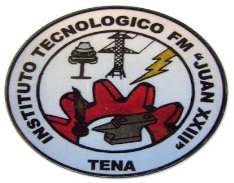 INSTITUTO TECNOLOGICO FM "JUAN XXIII"
TENA